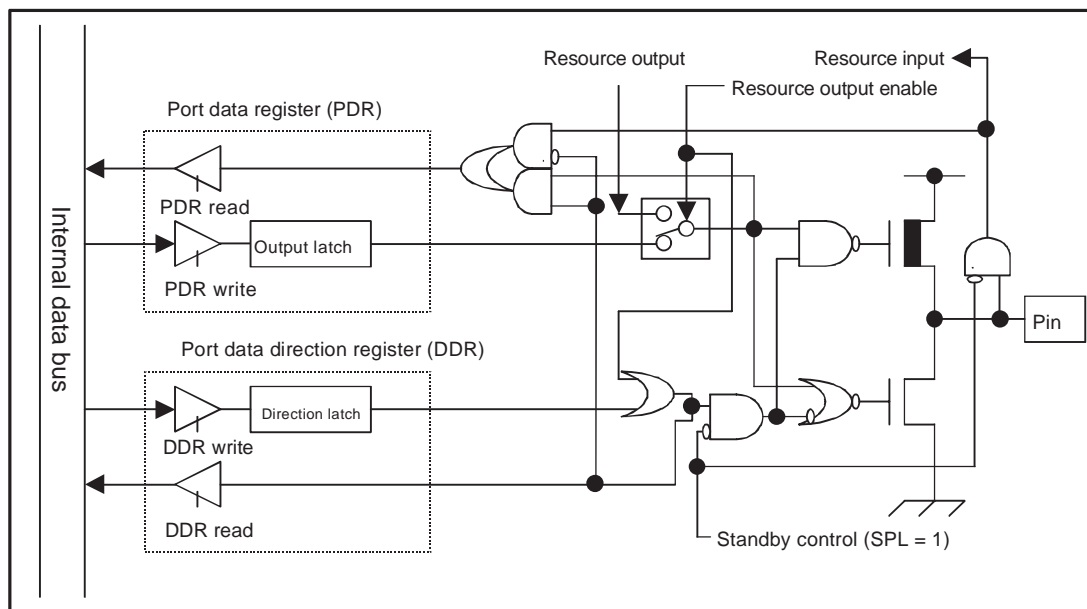 Resource output
Resource input
Resource output enable
Port data register (PDR)
PDR read
Output latch
PDR write
Internal data bus
Pin
Port data direction register (DDR)
Direction latch
DDR write
DDR read
Standby control (SPL = 1)